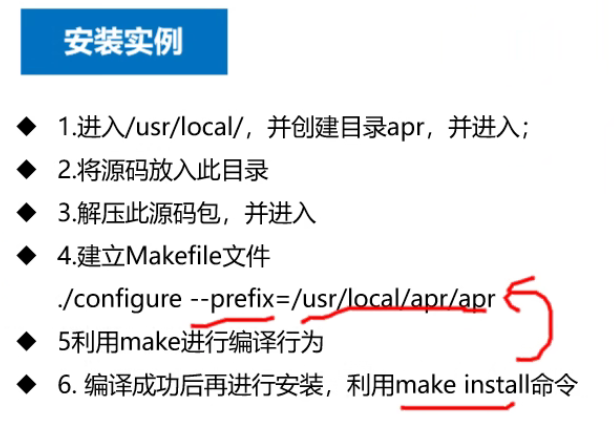 安装实例
◆ 1.进入/usr/local/，并创建目录apr，并进入；
◆ 2.将源码放入此目录
◆ 3.解压此源码包，并进入
◆ 4.建立Makefile文件
./configure --prefix=/usr/local/apr/apr
◆ 5利用make进行编译行为
◆ 6. 编译成功后再进行安装，利用make install命令